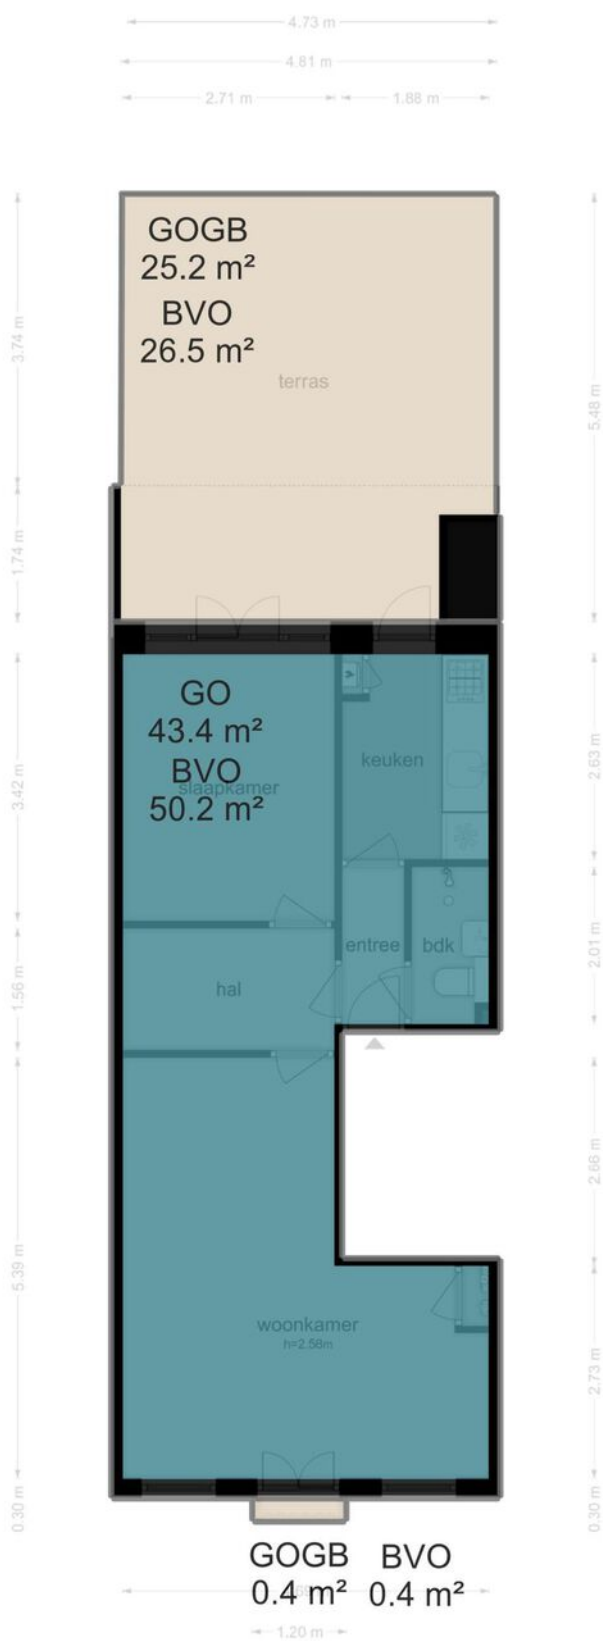 4.73 m
4.81 m
2.71 m 1.88 m
GOGB
25.2 m²
BVO
26.5 m²
3.74 m
terras
5.48 m
1.74 m
GO
43.4 m²
BVO
50.2 m²
slaapkamer
keuken
3.42 m
2.63 m
entree
bdk
2.01 m
hal
1.56 m
2.66 m
5.39 m
woonkamer
h=2.58m
2.73 m
0.30 m
0.30 m
GOGB BVO
0.4 m² 0.4 m²
1.20 m